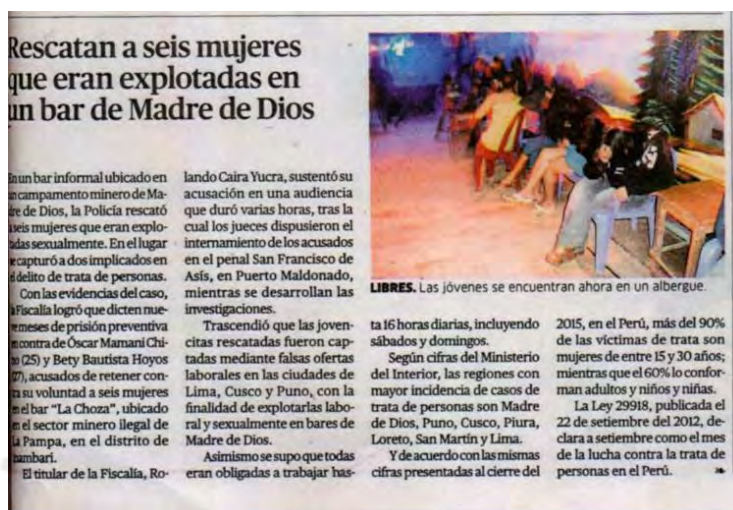 Rescatan a seis mujeres
que eran explotadas en
un bar de Madre de Dios
En un bar informal ubicado en
campamento minero de Ma-
dre de Dios, la Policía rescató
a seis mujeres que eran explo-
tadas sexualmente. En el lugar
se capturó a dos implicados en
el delito de trata de personas.
Con las evidencias del caso,
la Fiscalía logró que dicten nue-
ve meses de prisión preventiva
en contra de Óscar Mamani Chi-
(25) y Bety Bautista Hoyos
(27), acusados de retener con-
tra su voluntad a seis mujeres
en el bar "La Choza", ubicado
en el sector minero ilegal de
La Pampa, en el distrito de
El titular de la Fiscalía, Ro-
lando Caira Yucra, sustentó su
acusación en una audiencia
que duró varias horas, tras la
cual los jueces dispusieron el
internamiento de los acusados
en el penal San Francisco de
Asís, en Puerto Maldonado,
mientras se desarrollan las
investigaciones.
Trascendió que las joven-
citas rescatadas fueron cap-
tadas mediante falsas ofertas
laborales en las ciudades de
Lima, Cusco y Puno, con la
finalidad de explotarlas labo-
ral y sexualmente en bares de
Madre de Dios.
Asimismo se supo que todas
eran obligadas a trabajar has-
LIBRES. Las jóvenes se encuentran ahora en un albergue.
ta 16 horas diarias, incluyendo
sábados y domingos.
Según cifras del Ministerio
del Interior, las regiones con
mayor incidencia de casos de
trata de personas son Madre
de Dios, Puno, Cusco, Piura,
Loreto, San Martín y Lima.
Y de acuerdo con las mismas
cifras presentadas al cierre del
2015, en el Perú, más del 90%
de las víctimas de trata son
mujeres de entre 15 y 30 años;
mientras que el 60% lo confor-
man adultos y niños y niñas.
La Ley 29918, publicada el
22 de setiembre del 2012, de-
clara a setiembre como el mes
de la lucha contra la trata de
personas en el Perú.